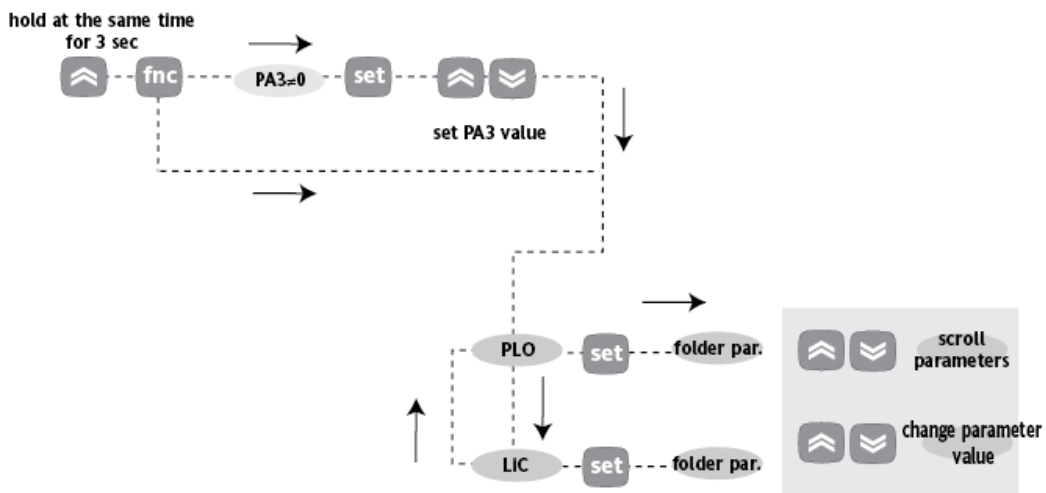 hold at the same time
for 3 sec
fnc
PA3≠0
set
set PA3 value
PLO
set
folder par.
scroll
parameters
LiC
set
folder par.
change parameter
value